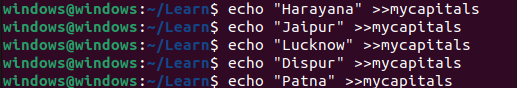 windows@windows:~/Learn$ echo "Harayana" >>mycapitals
windows@windows:~/Learn$ echo "Jaipur" >>mycapitals
windows@windows:~/Learn$ echo "Lucknow" >>mycapitals
windows@windows:~/Learn$ echo "Dispur" >>mycapitals
windows@windows:~/Learn$ echo "Patna" >>mycapitals